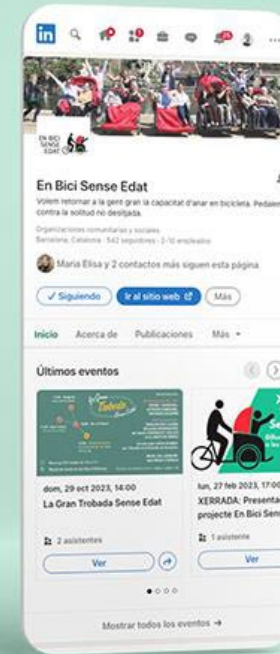 in
EN BICI
SENSE
EDAT
En Bici Sense Edat
Volem retornar a la gent gran la capacitat d'anar en bicicleta. Pedalem
contra la solitud no desitjada.
Organizaciones comunitarias y sociales
Barcelona, Catalonia · 542 seguidores · 2-10 empleados
Maria Elisa y 2 contactos más siguen esta página
✓ Siguiendo
Ir al sitio web
Más
Inicio
Acerca de
Publicaciones
Más
Últimos eventos
La Gran
Trobada
dom, 29 oct 2023, 14:00
La Gran Trobada Sense Edat
2 asistentes
Ver
lun, 27 feb 2023, 17:00
XERRADA: Presenta
projecte En Bici Sens
1 asistente
Ver
Mostrar todos los eventos →